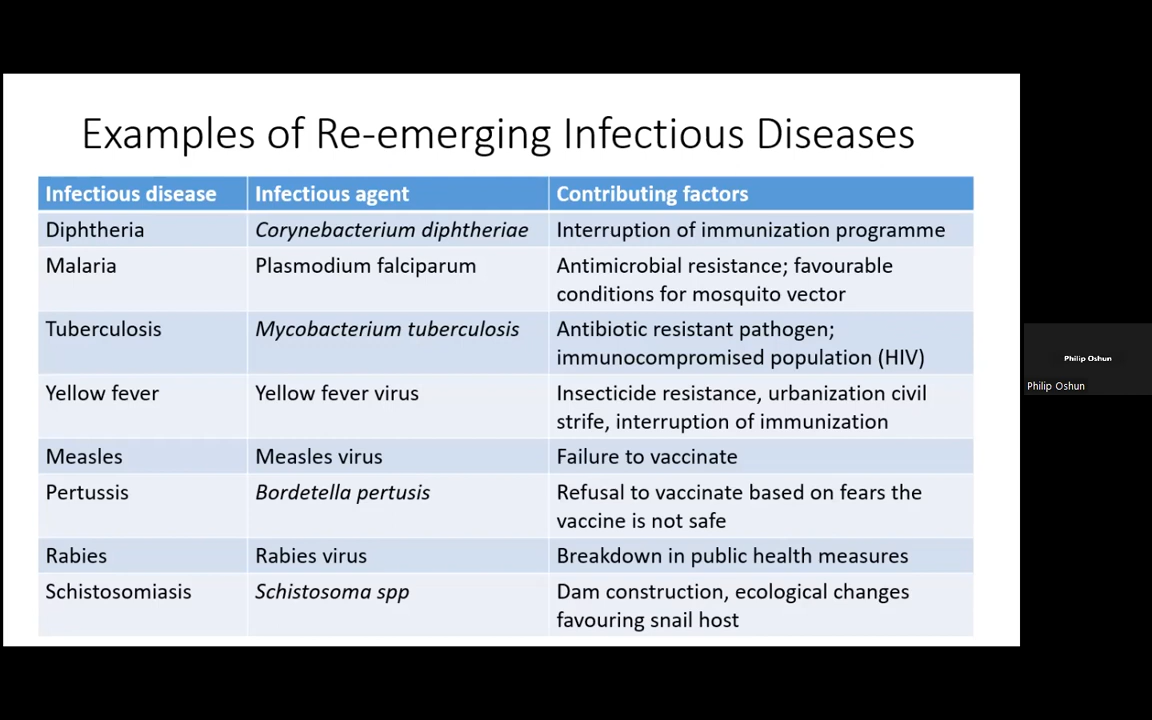 Examples of Re-emerging Infectious Diseases
Infectious disease Infectious agent Contributing factors
Diphtheria Corynebacterium diphtheriae Interruption of immunization programme
Malaria Plasmodium falciparum Antimicrobial resistance; favourable
conditions for mosquito vector
Tuberculosis Mycobacterium tuberculosis Antibiotic resistant pathogen;
immunocompromised population (HIV)
Yellow fever Yellow fever virus Insecticide resistance, urbanization civil
strife, interruption of immunization
Measles Measles virus Failure to vaccinate
Pertussis Bordetella pertusis Refusal to vaccinate based on fears the
vaccine is not safe
Rabies Rabies virus Breakdown in public health measures
Schistosomiasis Schistosoma spp Dam construction, ecological changes
favouring snail host
Philip Oshun
Philip Oshun